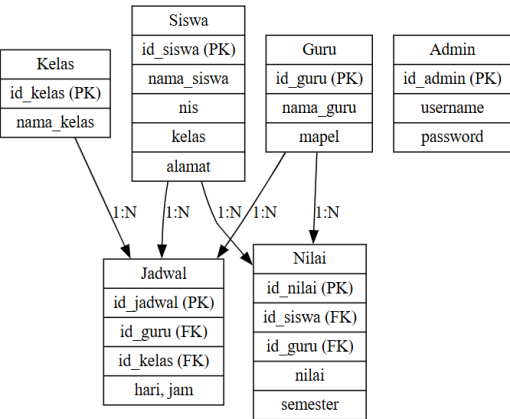 Siswa
id_siswa (PK)
nama_siswa
nis
kelas
alamat
Kelas
id_kelas (PK)
nama_kelas
Guru
id_guru (PK)
nama_guru
mapel
Admin
id_admin (PK)
username
password
1:N
1:N
1:N
1:N
1:N
Jadwal
id_jadwal (PK)
id_guru (FK)
id_kelas (FK)
hari, jam
Nilai
id_nilai (PK)
id_siswa (FK)
id_guru (FK)
nilai
semester